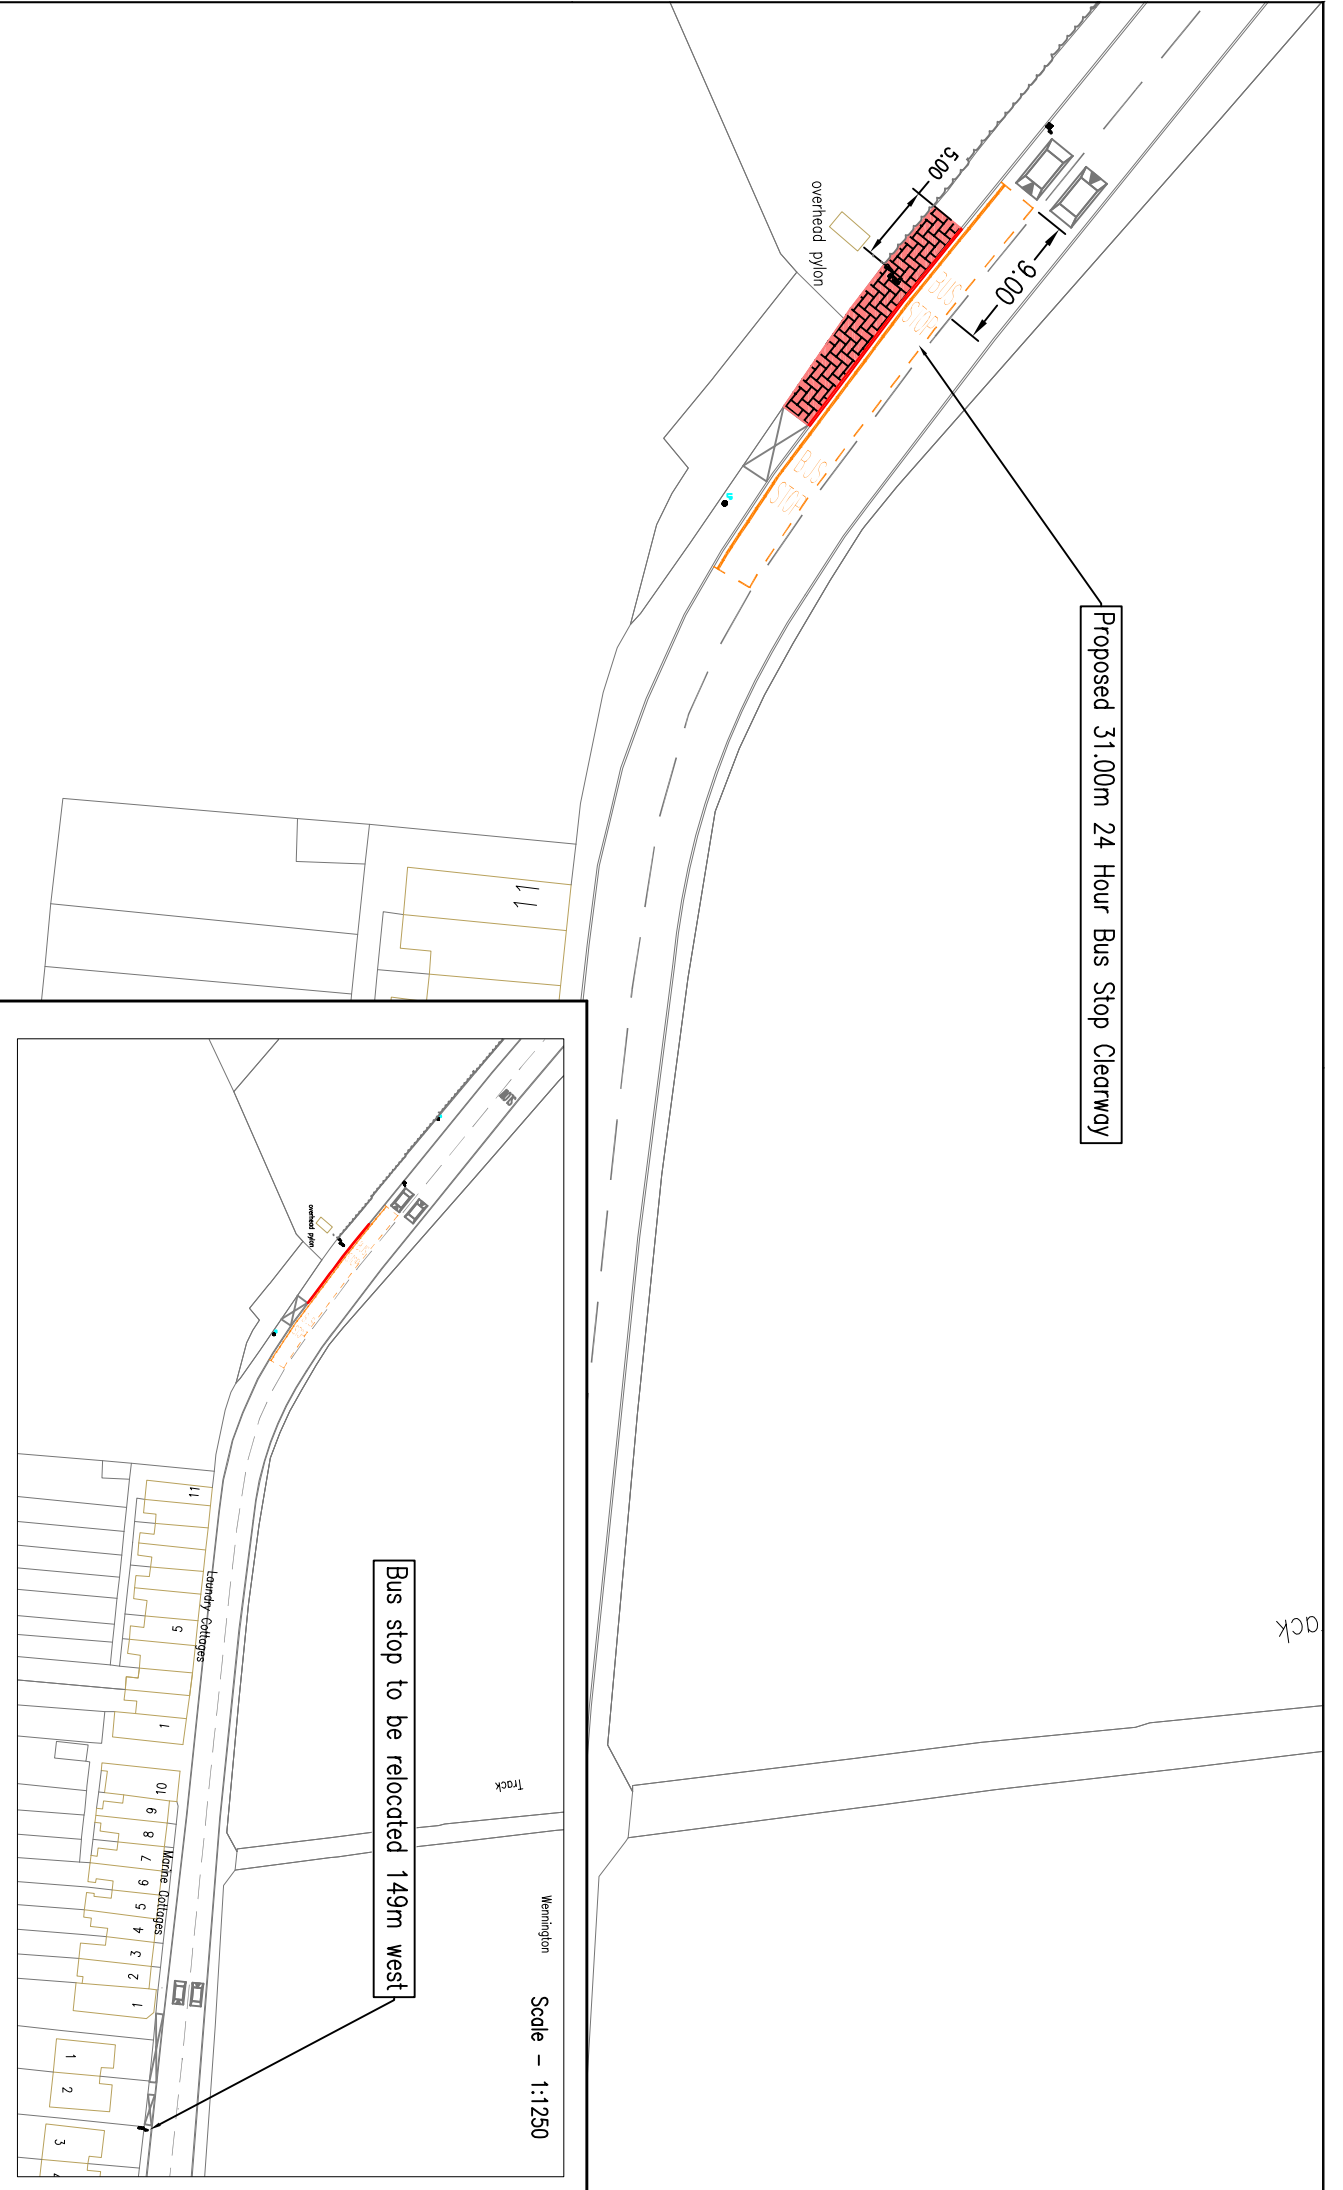 5.00
overhead pylon
9.00
BUS
STOP
BUS
STOP
Proposed 31.00m 24 Hour Bus Stop Clearway
11
ack
overhead pylon
11
Laundry Cottages
5
1
10
9
8
7
6
5
4
3
2
1
Marine Cottages
1
2
3
Track
Bus stop to be relocated 149m west
Wennington
Scale - 1:1250